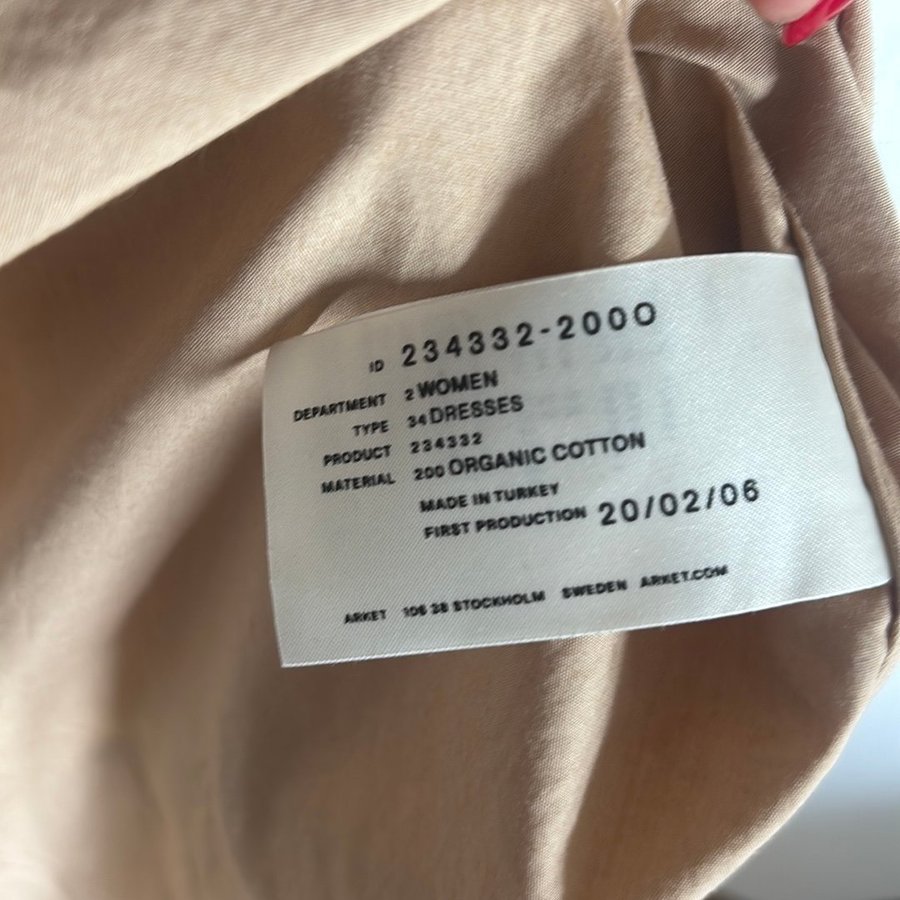 ID 234332-200O
DEPARTMENT 2 WOMEN
TYPE 34 DRESSES
PRODUCT 234332
MATERIAL 200 ORGANIC COTTON
MADE IN TURKEY
FIRST PRODUCTION 20/02/06
ARKET 106 38 STOCKHOLM SWEDEN ARKET.COM